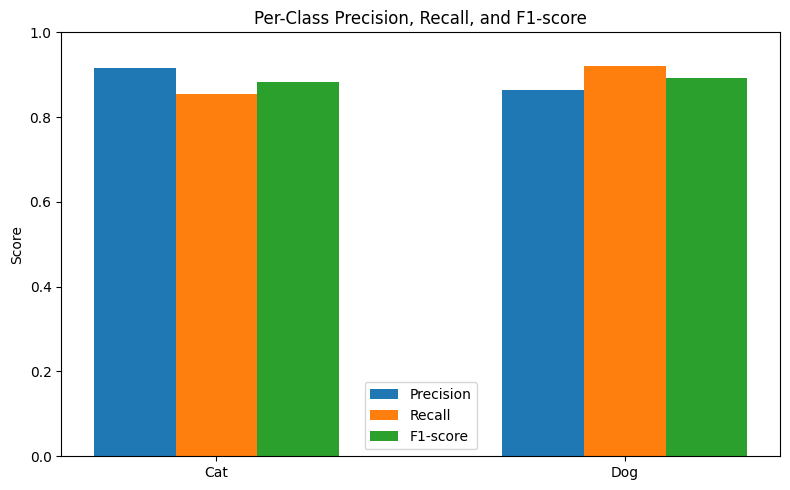 Per-Class Precision, Recall, and F1-score
1.0
0.8
0.6
0.4
0.2
0.0
Score
Precision
Recall
F1-score
Cat
Dog